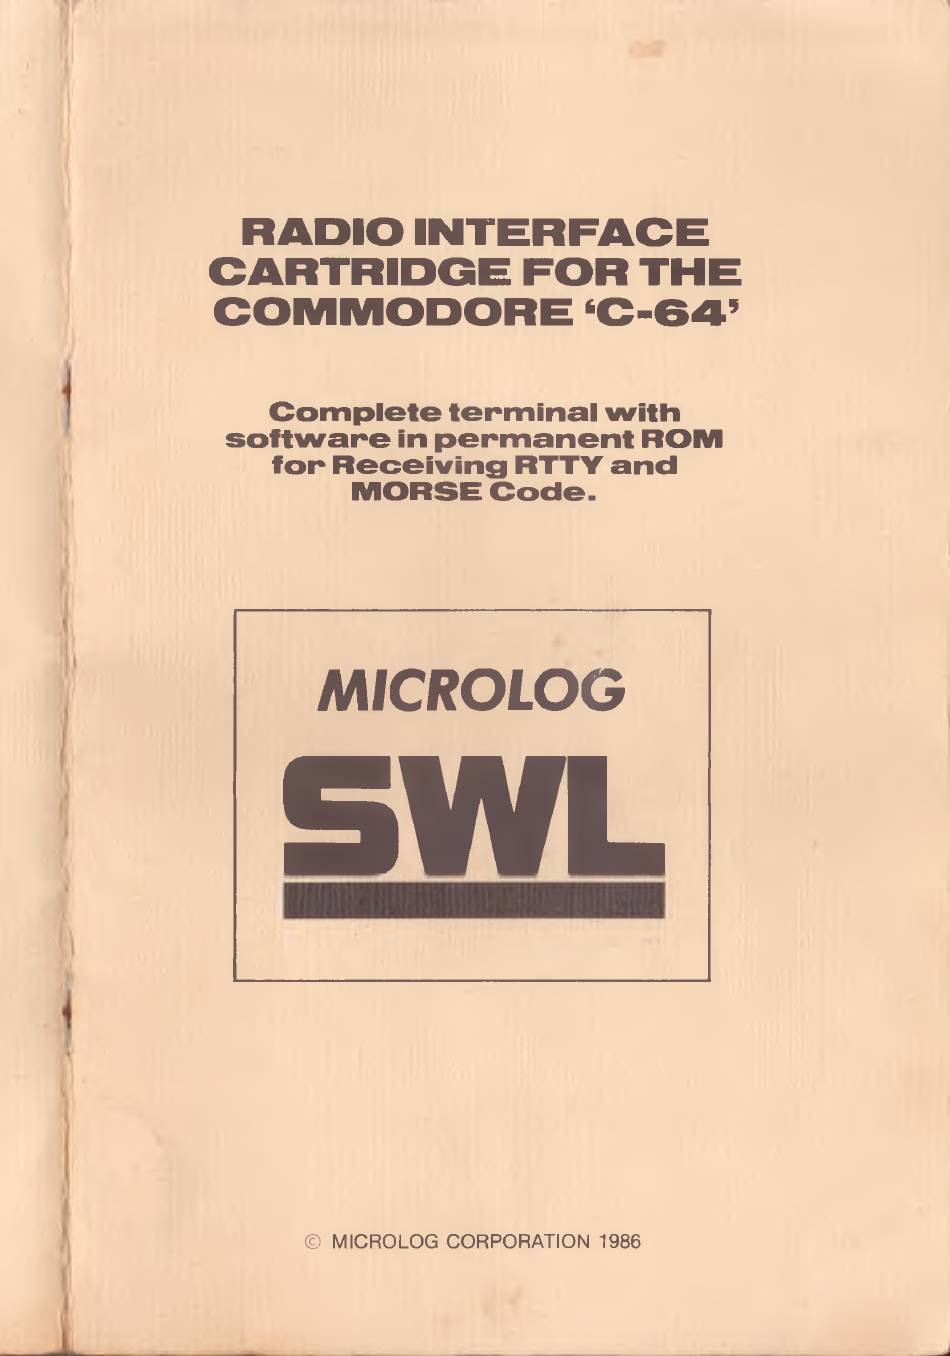 RADIO INTERFACE
CARTRIDGE FOR THE
COMMODORE ‘C-64’
Complete terminal with
software in permanent ROM
for Receiving RTTY and
MORSE Code.
MICROLOG
SWL
© MICROLOG CORPORATION 1986